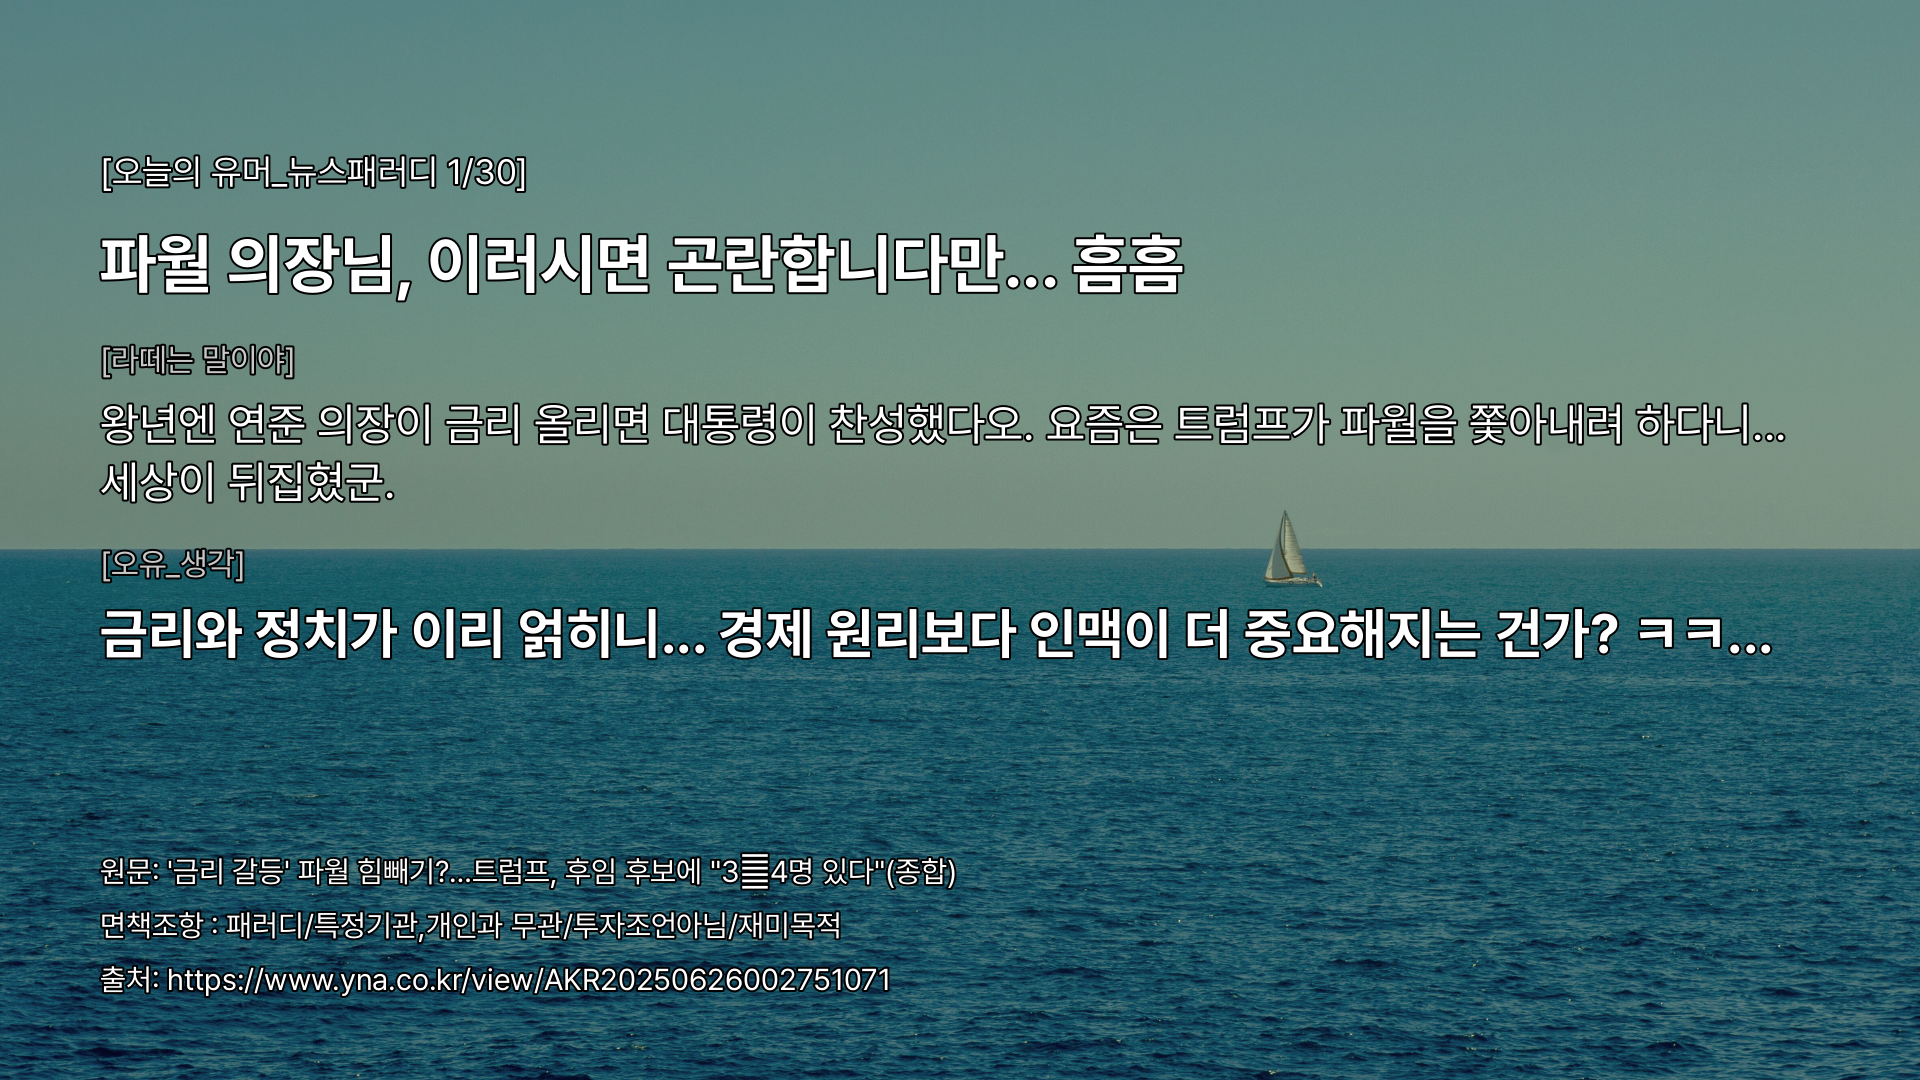 [오늘의 유머_뉴스패러디 1/30]
파월 의장님, 이러시면 곤란합니다만... 흠흠
[라떼는 말이야]
왕년엔 연준 의장이 금리 올리면 대통령이 찬성했다오. 요즘은 트럼프가 파월을 쫓아내려 하다니...
세상이 뒤집혔군.
[오유_생각]
금리와 정치가 이리 얽히니... 경제 원리보다 인맥이 더 중요해지는 건가? ㅋㅋ...
원문: '금리 갈등' 파월 힘빼기?...트럼프, 후임 후보에 "3䷀4명 있다"(종합)
면책조항 : 패러디/특정기관,개인과 무관/투자조언아님/재미목적
출처: https://www.yna.co.kr/view/AKR20250626002751071